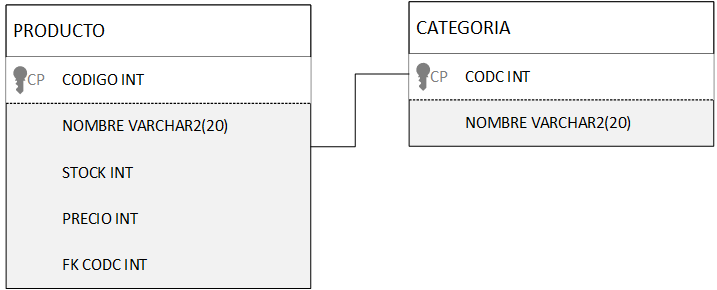 PRODUCTO
CP CODIGO INT
NOMBRE VARCHAR2(20)
STOCK INT
PRECIO INT
FK CODC INT
CATEGORIA
CP CODC INT
NOMBRE VARCHAR2(20)